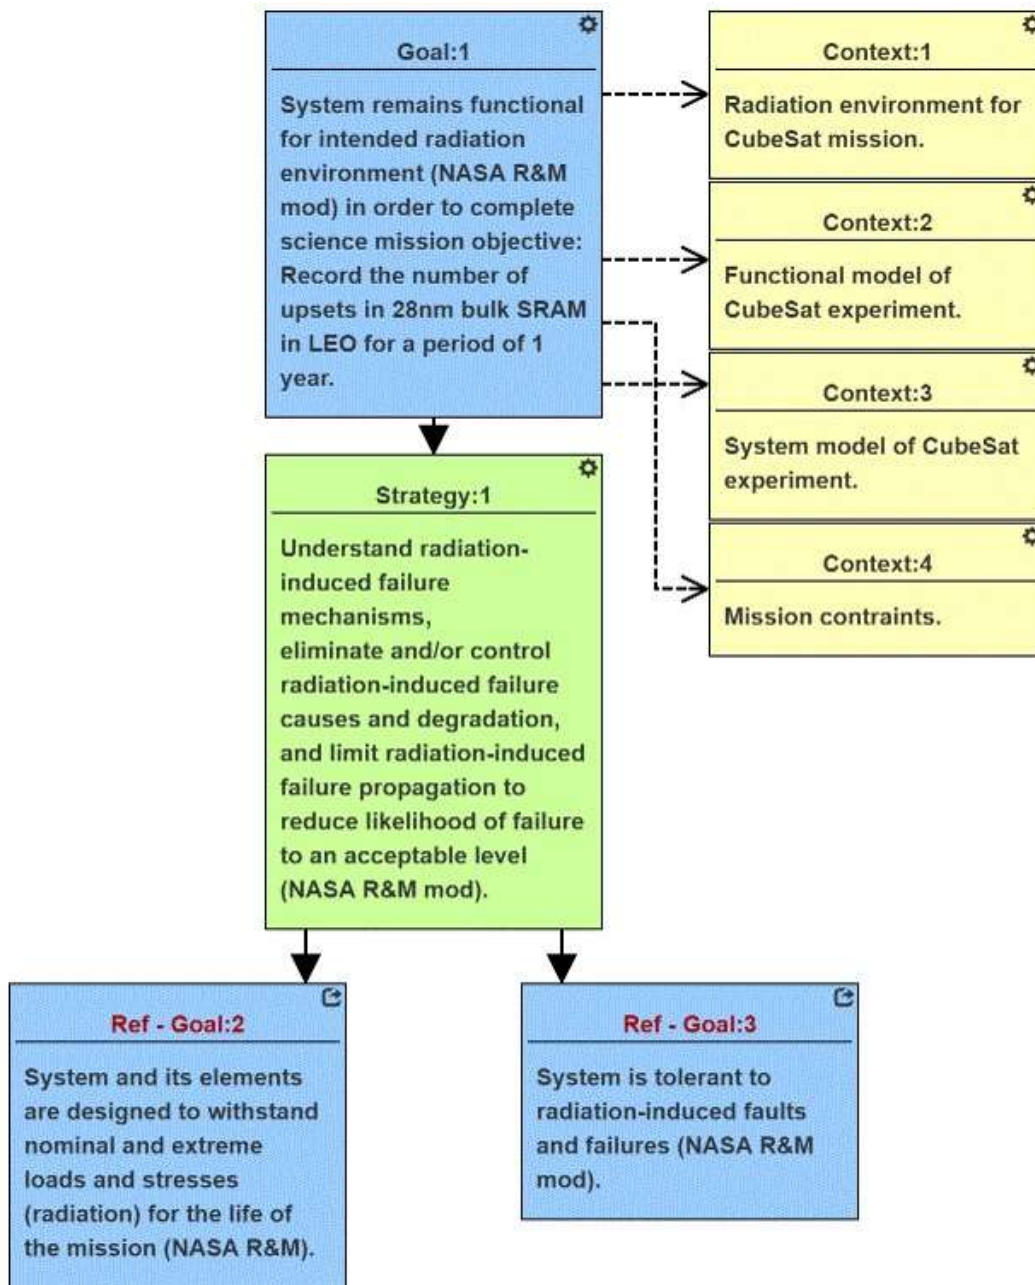 Goal:1
System remains functional
for intended radiation
environment (NASA R&M
mod) in order to complete
science mission objective:
Record the number of
upsets in 28nm bulk SRAM
in LEO for a period of 1
year.
Context:1
Radiation environment for
CubeSat mission.
Context:2
Functional model of
CubeSat experiment.
Context:3
System model of CubeSat
experiment.
Context:4
Mission contraints.
Strategy:1
Understand radiation-
induced failure
mechanisms,
eliminate and/or control
radiation-induced failure
causes and degradation,
and limit radiation-induced
failure propagation to
reduce likelihood of failure
to an acceptable level
(NASA R&M mod).
Ref - Goal:2
System and its elements
are designed to withstand
nominal and extreme
loads and stresses
(radiation) for the life of
the mission (NASA R&M).
Ref - Goal:3
System is tolerant to
radiation-induced faults
and failures (NASA R&M
mod).